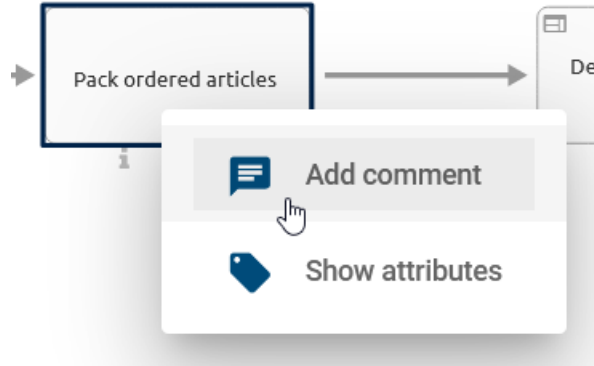 Pack ordered articles
De
Add comment
Show attributes